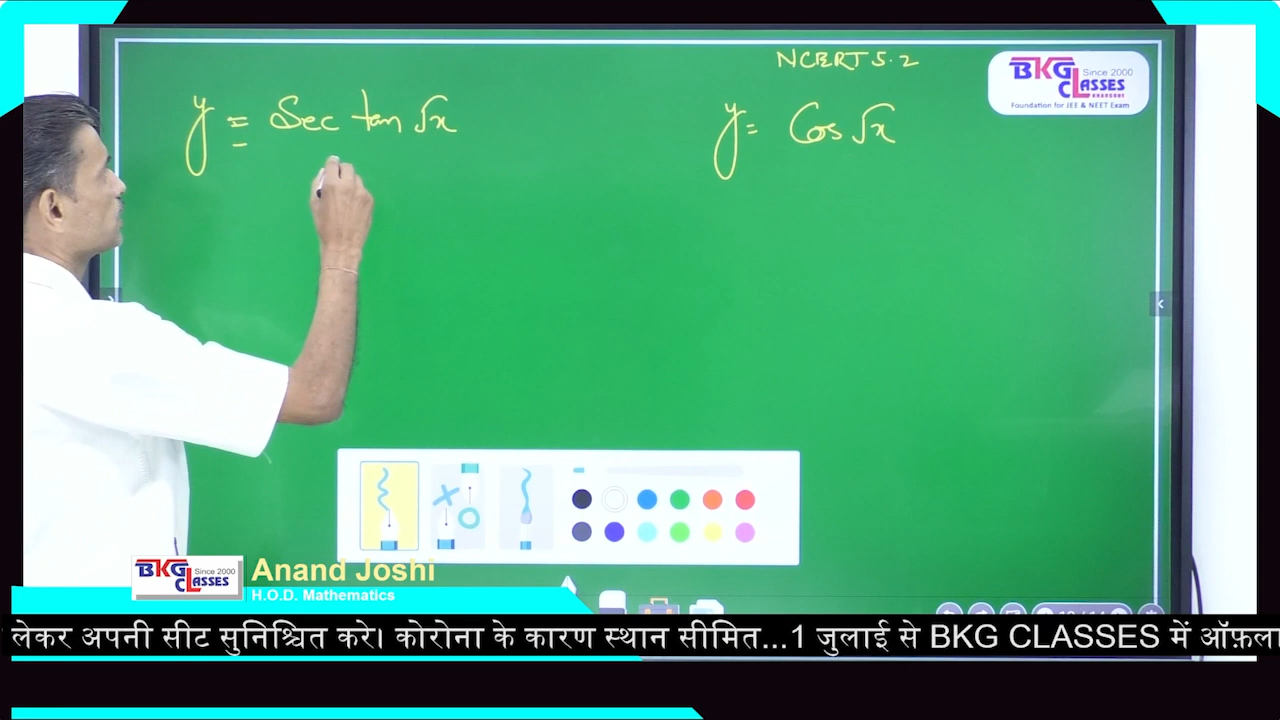 NCERT 5.2
BKG CLASSES
Since 2000
BHANGARH
Foundation for JEE & NEET Exam
y = Sec tan √x
y = Cos √x
BKG CLASSES
Since 2000
Anand Joshi
H.O.D. Mathematics
लेकर अपनी सीट सुनिश्चित करे। कोरोना के कारण स्थान सीमित...1 जुलाई से BKG CLASSES में ऑफ़ला